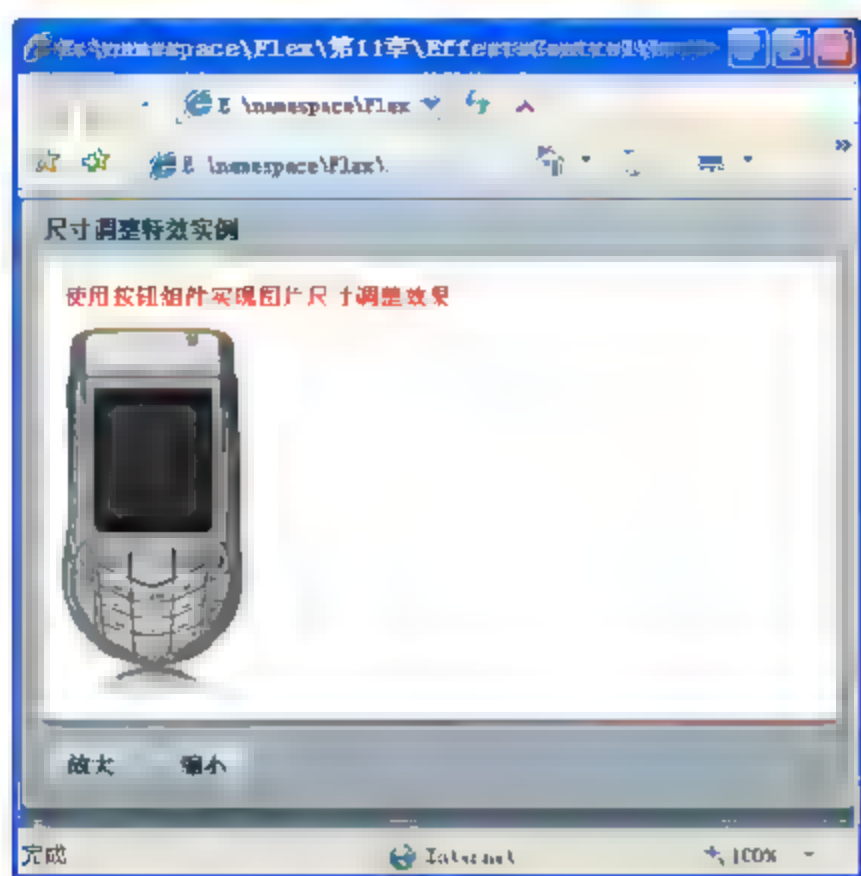 \Flex\第11章\
E \namespace\Flex
E \namespace\Flex\
尺寸调整特效实例
使用按钮组件实现图片尺寸调整效果
放大 缩小
完成 Internet 100%